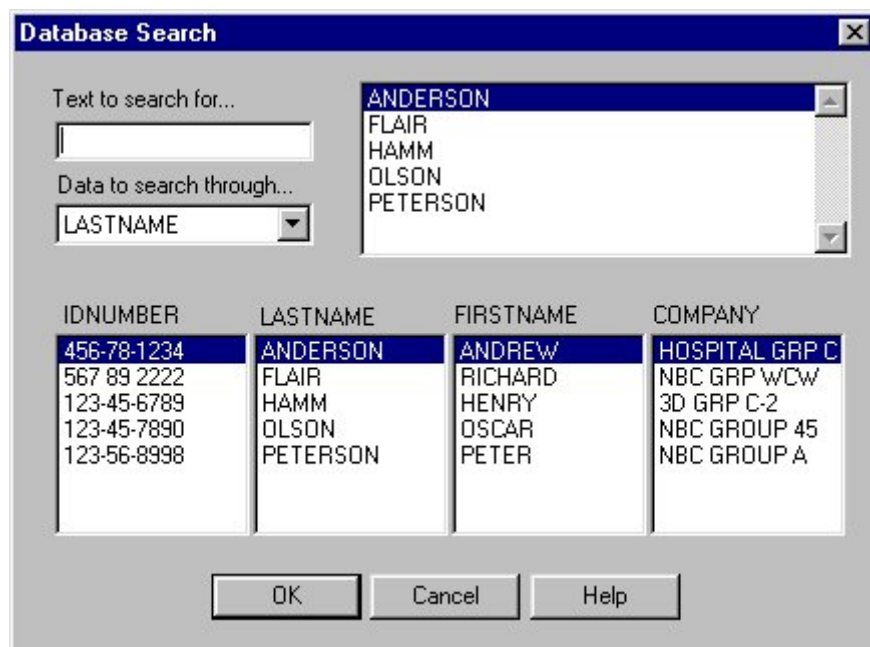 Database Search
Text to search for...
Data to search through...
LASTNAME
ANDERSON
FLAIR
HAMM
OLSON
PETERSON
IDNUMBER LASTNAME FIRSTNAME COMPANY
456-78-1234 ANDERSON ANDREW HOSPITAL GRP C
567 89 2222 FLAIR RICHARD NBC GRP WCW
123-45-6789 HAMM HENRY 3D GRP C-2
123-45-7890 OLSON OSCAR NBC GROUP 45
123-56-8998 PETERSON PETER NBC GROUP A
OK Cancel Help